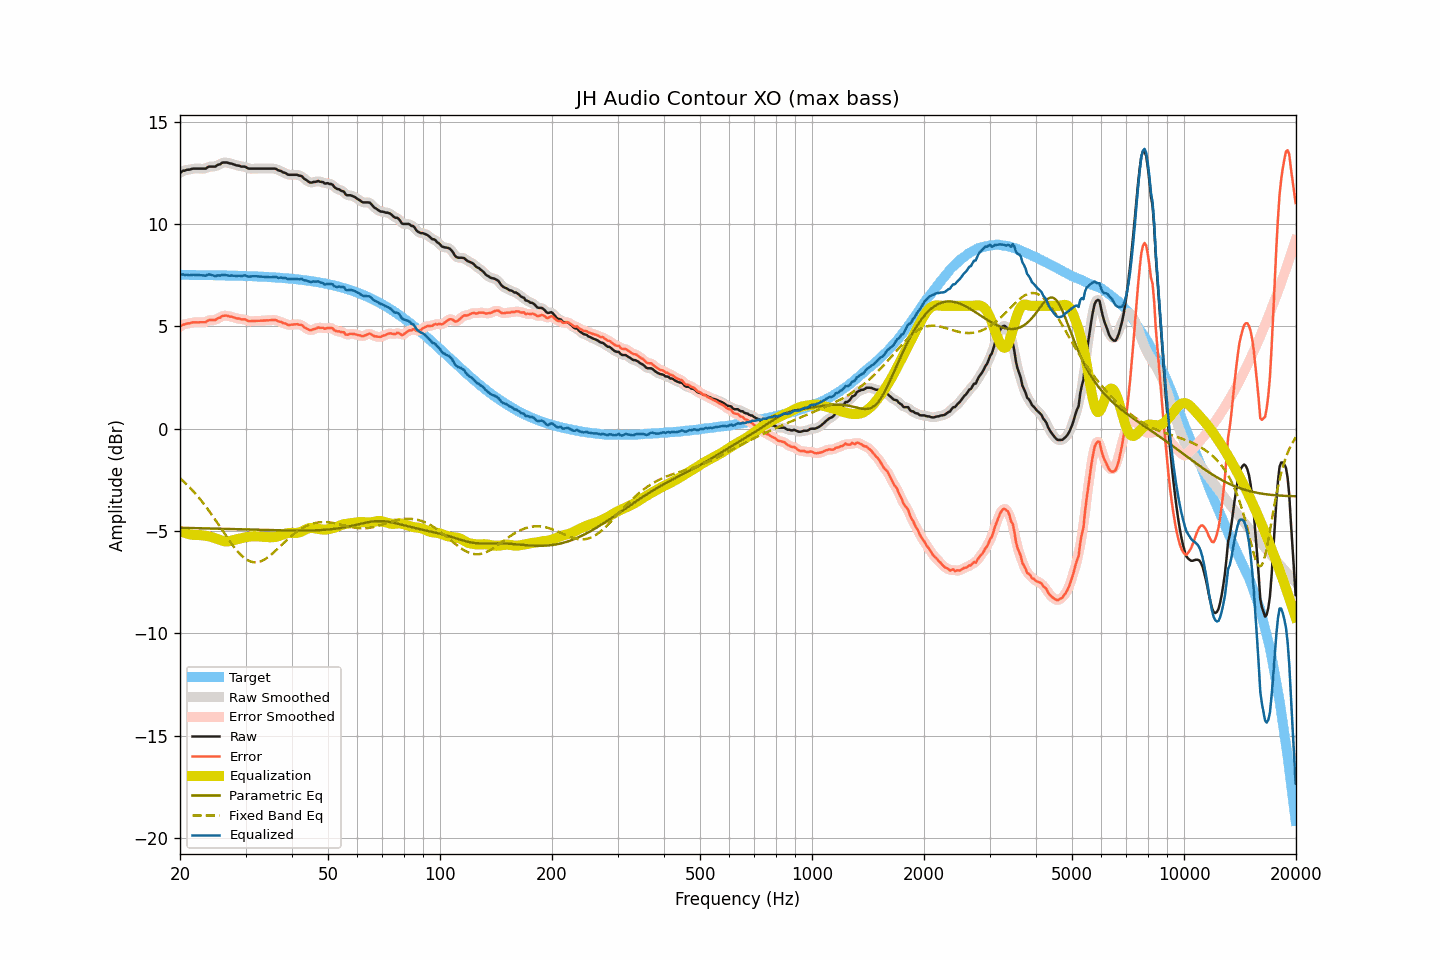 JH Audio Contour XO (max bass)
15
10
5
0
−5
−10
−15
−20
Amplitude (dBr)
Target
Raw Smoothed
Error Smoothed
Raw
Error
Equalization
Parametric Eq
Fixed Band Eq
Equalized
20 50 100 200 500 1000 2000 5000 10000 20000
Frequency (Hz)